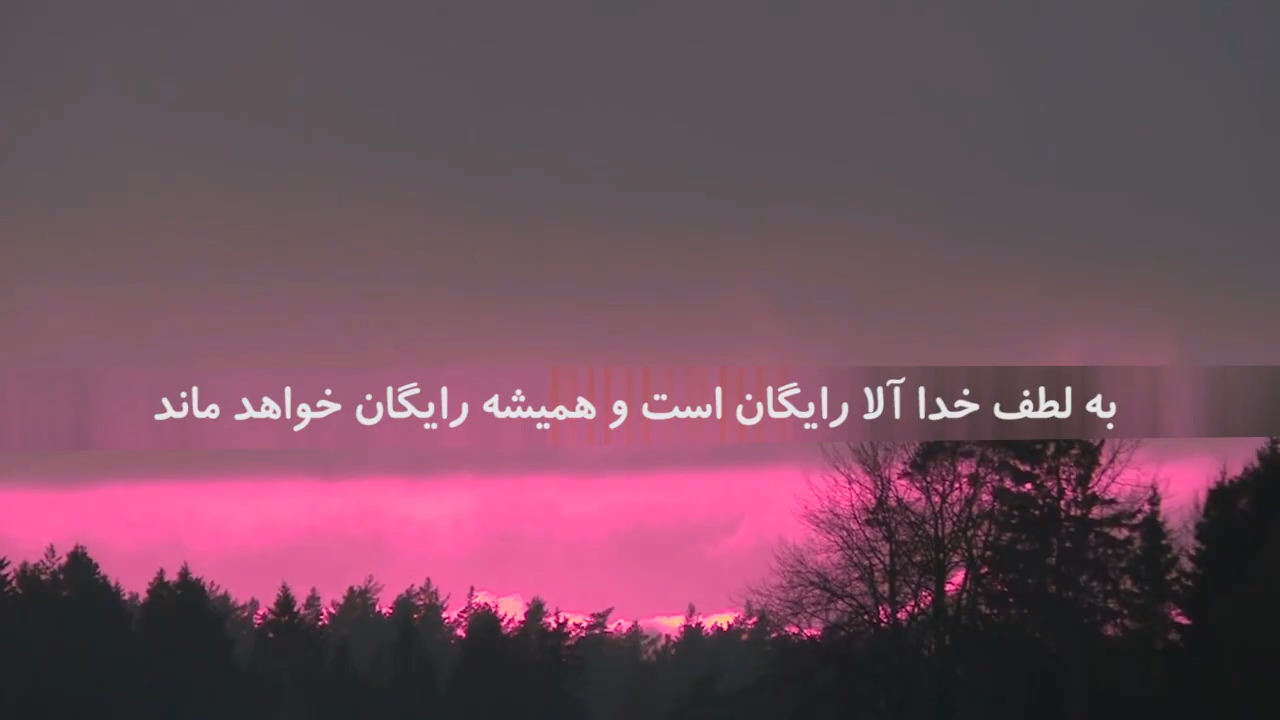 به لطف خدا آلا رایگان است و همیشه رایگان خواهد ماند